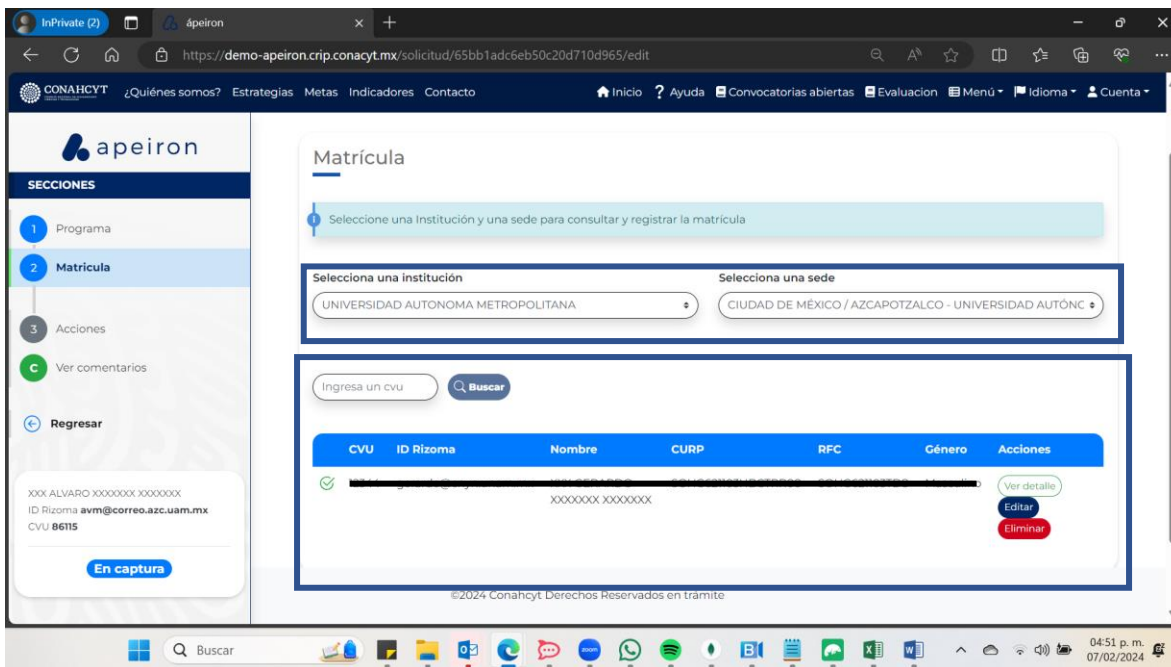 InPrivate (2)
ápeiron
https://demo-apeiron.crip.conacyt.mx/solicitud/65bb1adc6eb50c20d710d965/edit
CONAHCYT ¿Quiénes somos? Estrategias Metas Indicadores Contacto Inicio ? Ayuda Convocatorias abiertas Evaluacion Menú Idioma Cuenta
apeiron
SECCIONES
1 Programa
2 Matricula
3 Acciones
C Ver comentarios
Regresar
XXX ALVARO XXXXXXX XXXXXXX
ID Rizoma avm@correo.azc.uam.mx
CVU 86115
En captura
Matrícula
Seleccione una Institución y una sede para consultar y registrar la matrícula
Selecciona una institución Selecciona una sede
UNIVERSIDAD AUTONOMA METROPOLITANA CIUDAD DE MÉXICO / AZCAPOTZALCO - UNIVERSIDAD AUTÓNC
Ingresa un cvu Buscar
CVU ID Rizoma Nombre CURP RFC Género Acciones
XXXXXXX XXXXXXX
Ver detalle
Editar
Eliminar
©2024 Conahcyt Derechos Reservados en trámite
Buscar
04:51 p. m.
07/02/2024